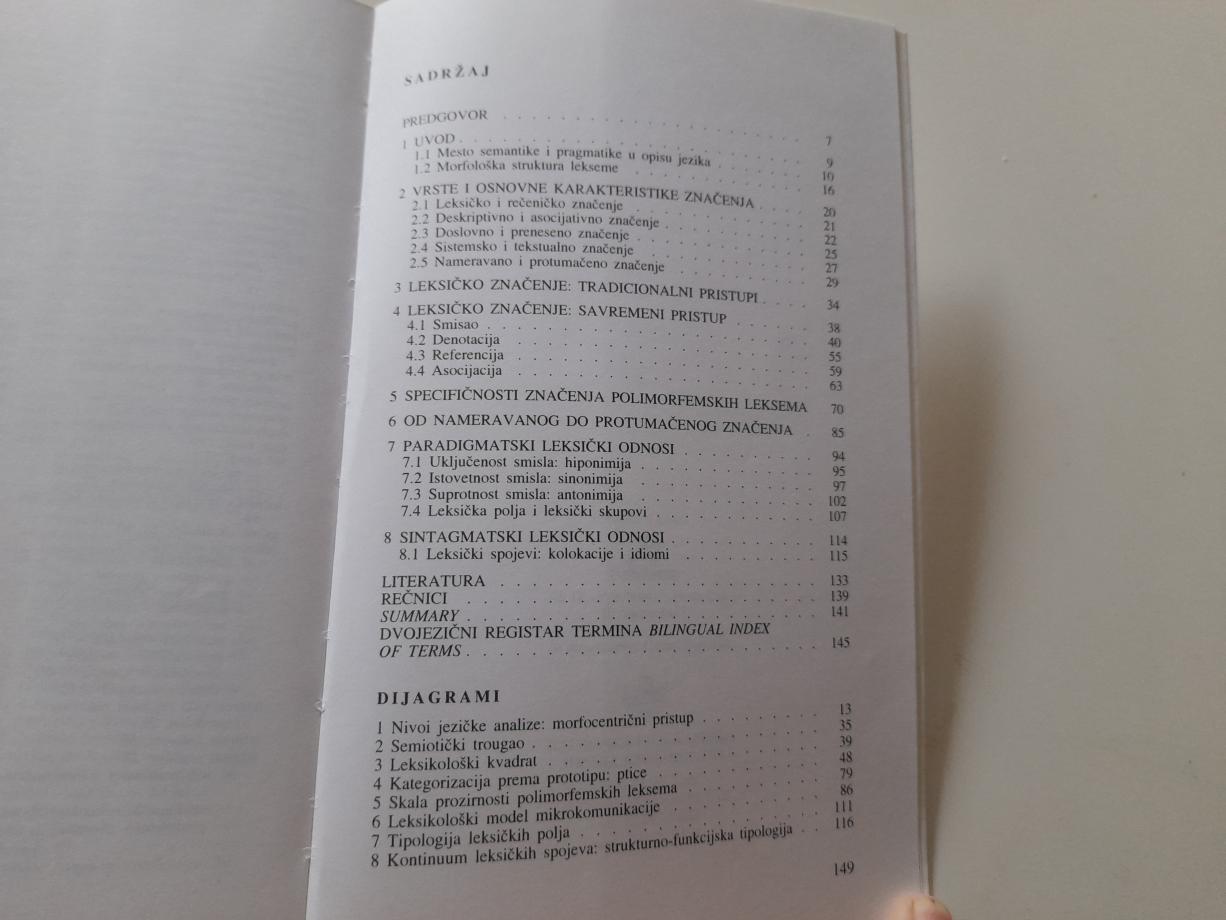 SADRŽAJ
PREDGOVOR . . . . . . . . . . . . . . . . . . . . 7
1 UVOD . . . . . . . . . . . . . . . . . . . . 9
1.1 Mesto semantike i pragmatike u opisu jezika . . . . . . . 10
1.2 Morfološka struktura lekseme . . . . . . . . . . . 16
2 VRSTE I OSNOVNE KARAKTERISTIKE ZNAČENJA . . . . 20
2.1 Leksičko i rečeničko značenje . . . . . . . . . . . 21
2.2 Deskriptivno i asocijativno značenje . . . . . . . . . 22
2.3 Doslovno i preneseno značenje . . . . . . . . . . . 25
2.4 Sistemsko i tekstualno značenje . . . . . . . . . . . 27
2.5 Nameravano i protumačeno značenje . . . . . . . . . 29
3 LEKSIČKO ZNAČENJE: TRADICIONALNI PRISTUPI . . . . 34
4 LEKSIČKO ZNAČENJE: SAVREMENI PRISTUP . . . . . . 38
4.1 Smisao . . . . . . . . . . . . . . . . . . . . 40
4.2 Denotacija . . . . . . . . . . . . . . . . . . . 55
4.3 Referencija . . . . . . . . . . . . . . . . . . . 59
4.4 Asocijacija . . . . . . . . . . . . . . . . . . . 63
5 SPECIFIČNOSTI ZNAČENJA POLIMORFEMSKIH LEKSEMA 70
6 OD NAMERAVANOG DO PROTUMAČENOG ZNAČENJA . 85
7 PARADIGMATSKI LEKSIČKI ODNOSI . . . . . . . . . 94
7.1 Uključenost smisla: hiponimija . . . . . . . . . . . 95
7.2 Istovetnost smisla: sinonimija . . . . . . . . . . . 97
7.3 Suprotnost smisla: antonimija . . . . . . . . . . . 102
7.4 Leksička polja i leksički skupovi . . . . . . . . . . 107
8 SINTAGMATSKI LEKSIČKI ODNOSI . . . . . . . . . . 114
8.1 Leksički spojevi: kolokacije i idiomi . . . . . . . . . 115
LITERATURA . . . . . . . . . . . . . . . . . . . . 133
REČNICI . . . . . . . . . . . . . . . . . . . . . 139
SUMMARY . . . . . . . . . . . . . . . . . . . . . 141
DVOJEZIČNI REGISTAR TERMINA BILINGUAL INDEX
OF TERMS . . . . . . . . . . . . . . . . . . . . . 145
DIJAGRAMI
1 Nivoi jezičke analize: morfocentrični pristup . . . . . . . 13
2 Semiotički trougao . . . . . . . . . . . . . . . . . 35
3 Leksikološki kvadrat . . . . . . . . . . . . . . . . 39
4 Kategorizacija prema prototipu: ptice . . . . . . . . . . 48
5 Skala prozirnosti polimorfemskih leksema . . . . . . . . 79
6 Leksikološki model mikrokomunikacije . . . . . . . . . 86
7 Tipologija leksičkih polja . . . . . . . . . . . . . . 111
8 Kontinuum leksičkih spojeva: strukturno-funkcijska tipologija . . 116
149